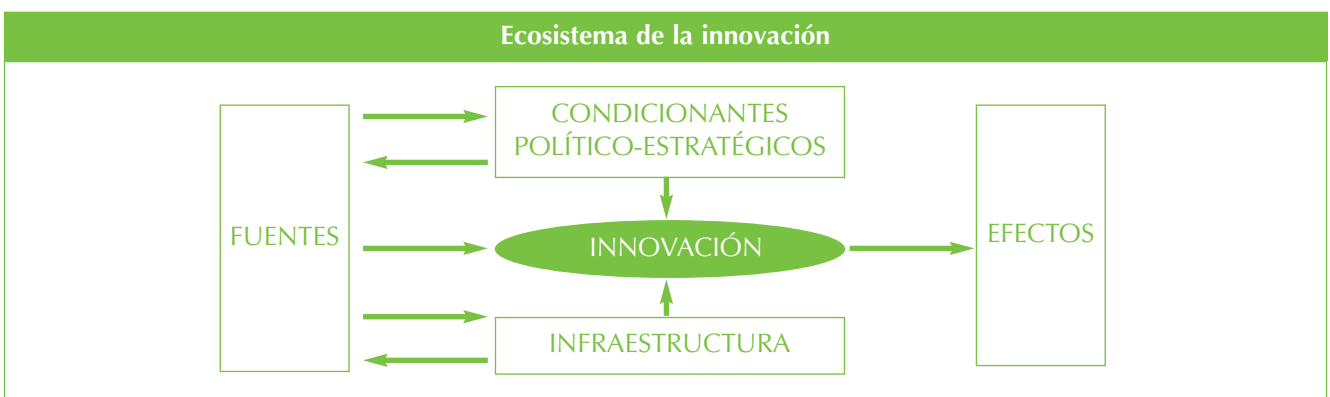 Ecosistema de la innovación
CONDICIONANTES
POLÍTICO-ESTRATÉGICOS
FUENTES
INNOVACIÓN
EFECTOS
INFRAESTRUCTURA